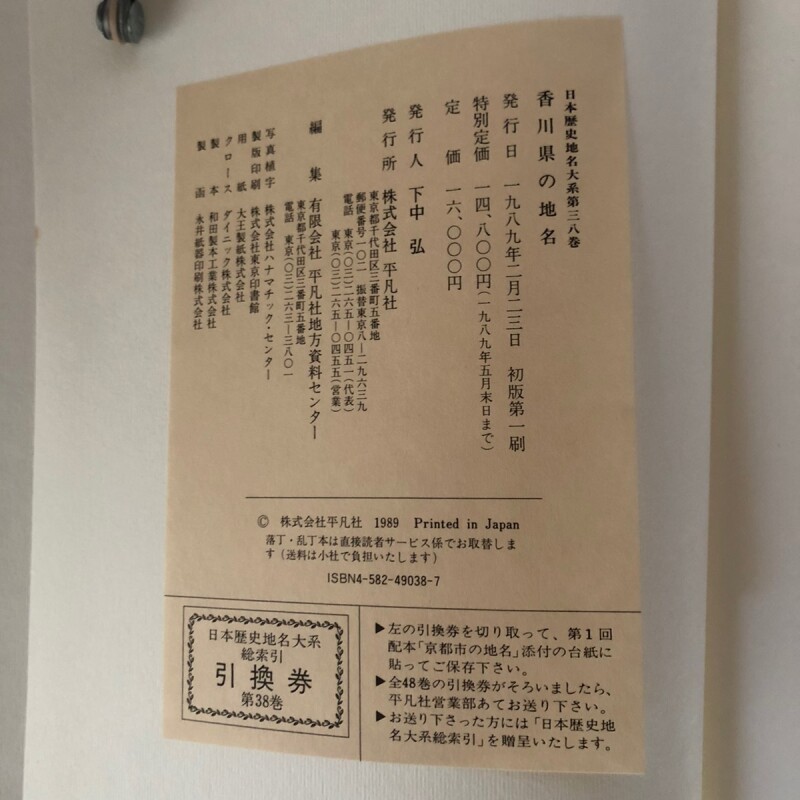 日本歴史地名大系第三八巻
香川県の地名
発行日 一九八九年二月二三日 初版第一刷
特別定価 一四、八〇〇円(一九八九年五月末日まで)
定価 一六、〇〇〇円
発行人 下中 弘
発行所 株式会社 平凡社
東京都千代田区三番町五番地
郵便番号一〇二 振替東京八―二九六三九
電話 東京(〇三)二六五―〇四五一(代表)
東京(〇三)二六五―〇四五五(営業)
編集 有限会社 平凡社地方資料センター
東京都千代田区三番町五番地
電話 東京(〇三)二六三―三八〇一
写真植字 株式会社ハナマチック・センター
製版印刷 株式会社東京印書館
用紙 大王製紙株式会社
クロース ダイニック株式会社
製本 和田製本工業株式会社
製函 永井紙器印刷株式会社
© 株式会社平凡社 1989 Printed in Japan
落丁・乱丁本は直接読者サービス係でお取替しま
す(送料は小社で負担いたします)
ISBN4-582-49038-7
日本歴史地名大系
総索引
引換券
第38巻
▶左の引換券を切り取って、第1回
配本「京都市の地名」添付の台紙に
貼ってご保存下さい。
▶全48巻の引換券がそろいましたら、
平凡社営業部あてお送り下さい。
▶お送り下さった方には「日本歴史地
名大系総索引」を贈呈いたします。